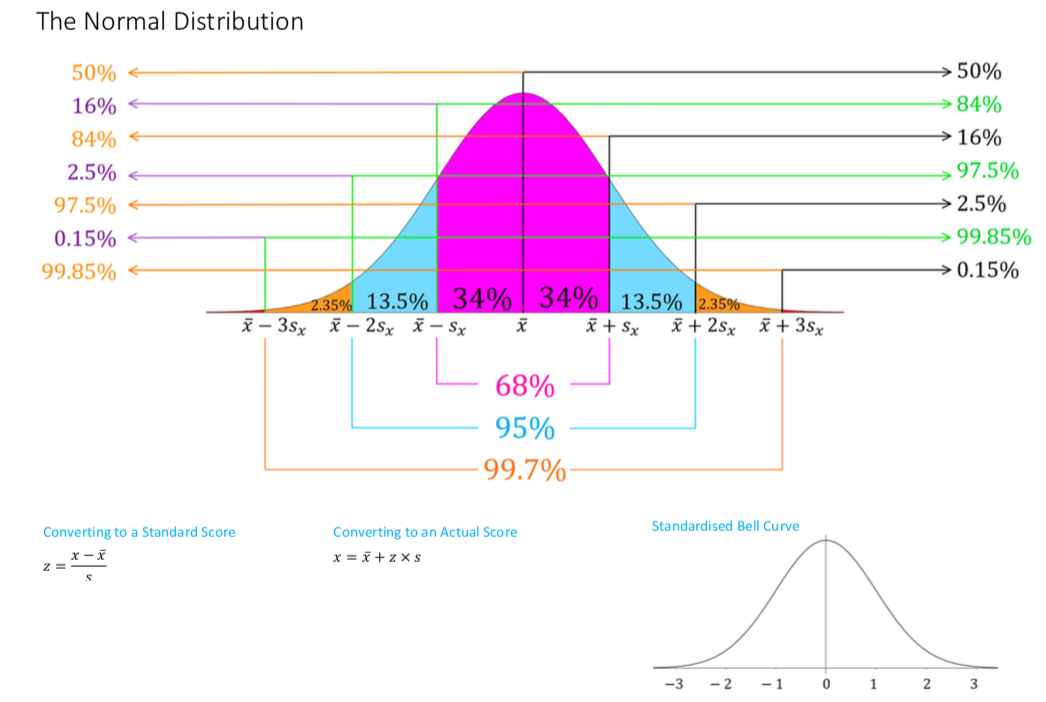 The Normal Distribution
50% 50%
16% 84%
84% 16%
2.5% 97.5%
97.5% 2.5%
0.15% 99.85%
99.85% 0.15%
2.35% 13.5% 34% 34% 13.5% 2.35%
x̄ − 3sₓ x̄ − 2sₓ x̄ − sₓ x̄ x̄ + sₓ x̄ + 2sₓ x̄ + 3sₓ
68%
95%
99.7%
Converting to a Standard Score
z = (x − x̄)/s
Converting to an Actual Score
x = x̄ + z × s
Standardised Bell Curve
−3 −2 −1 0 1 2 3